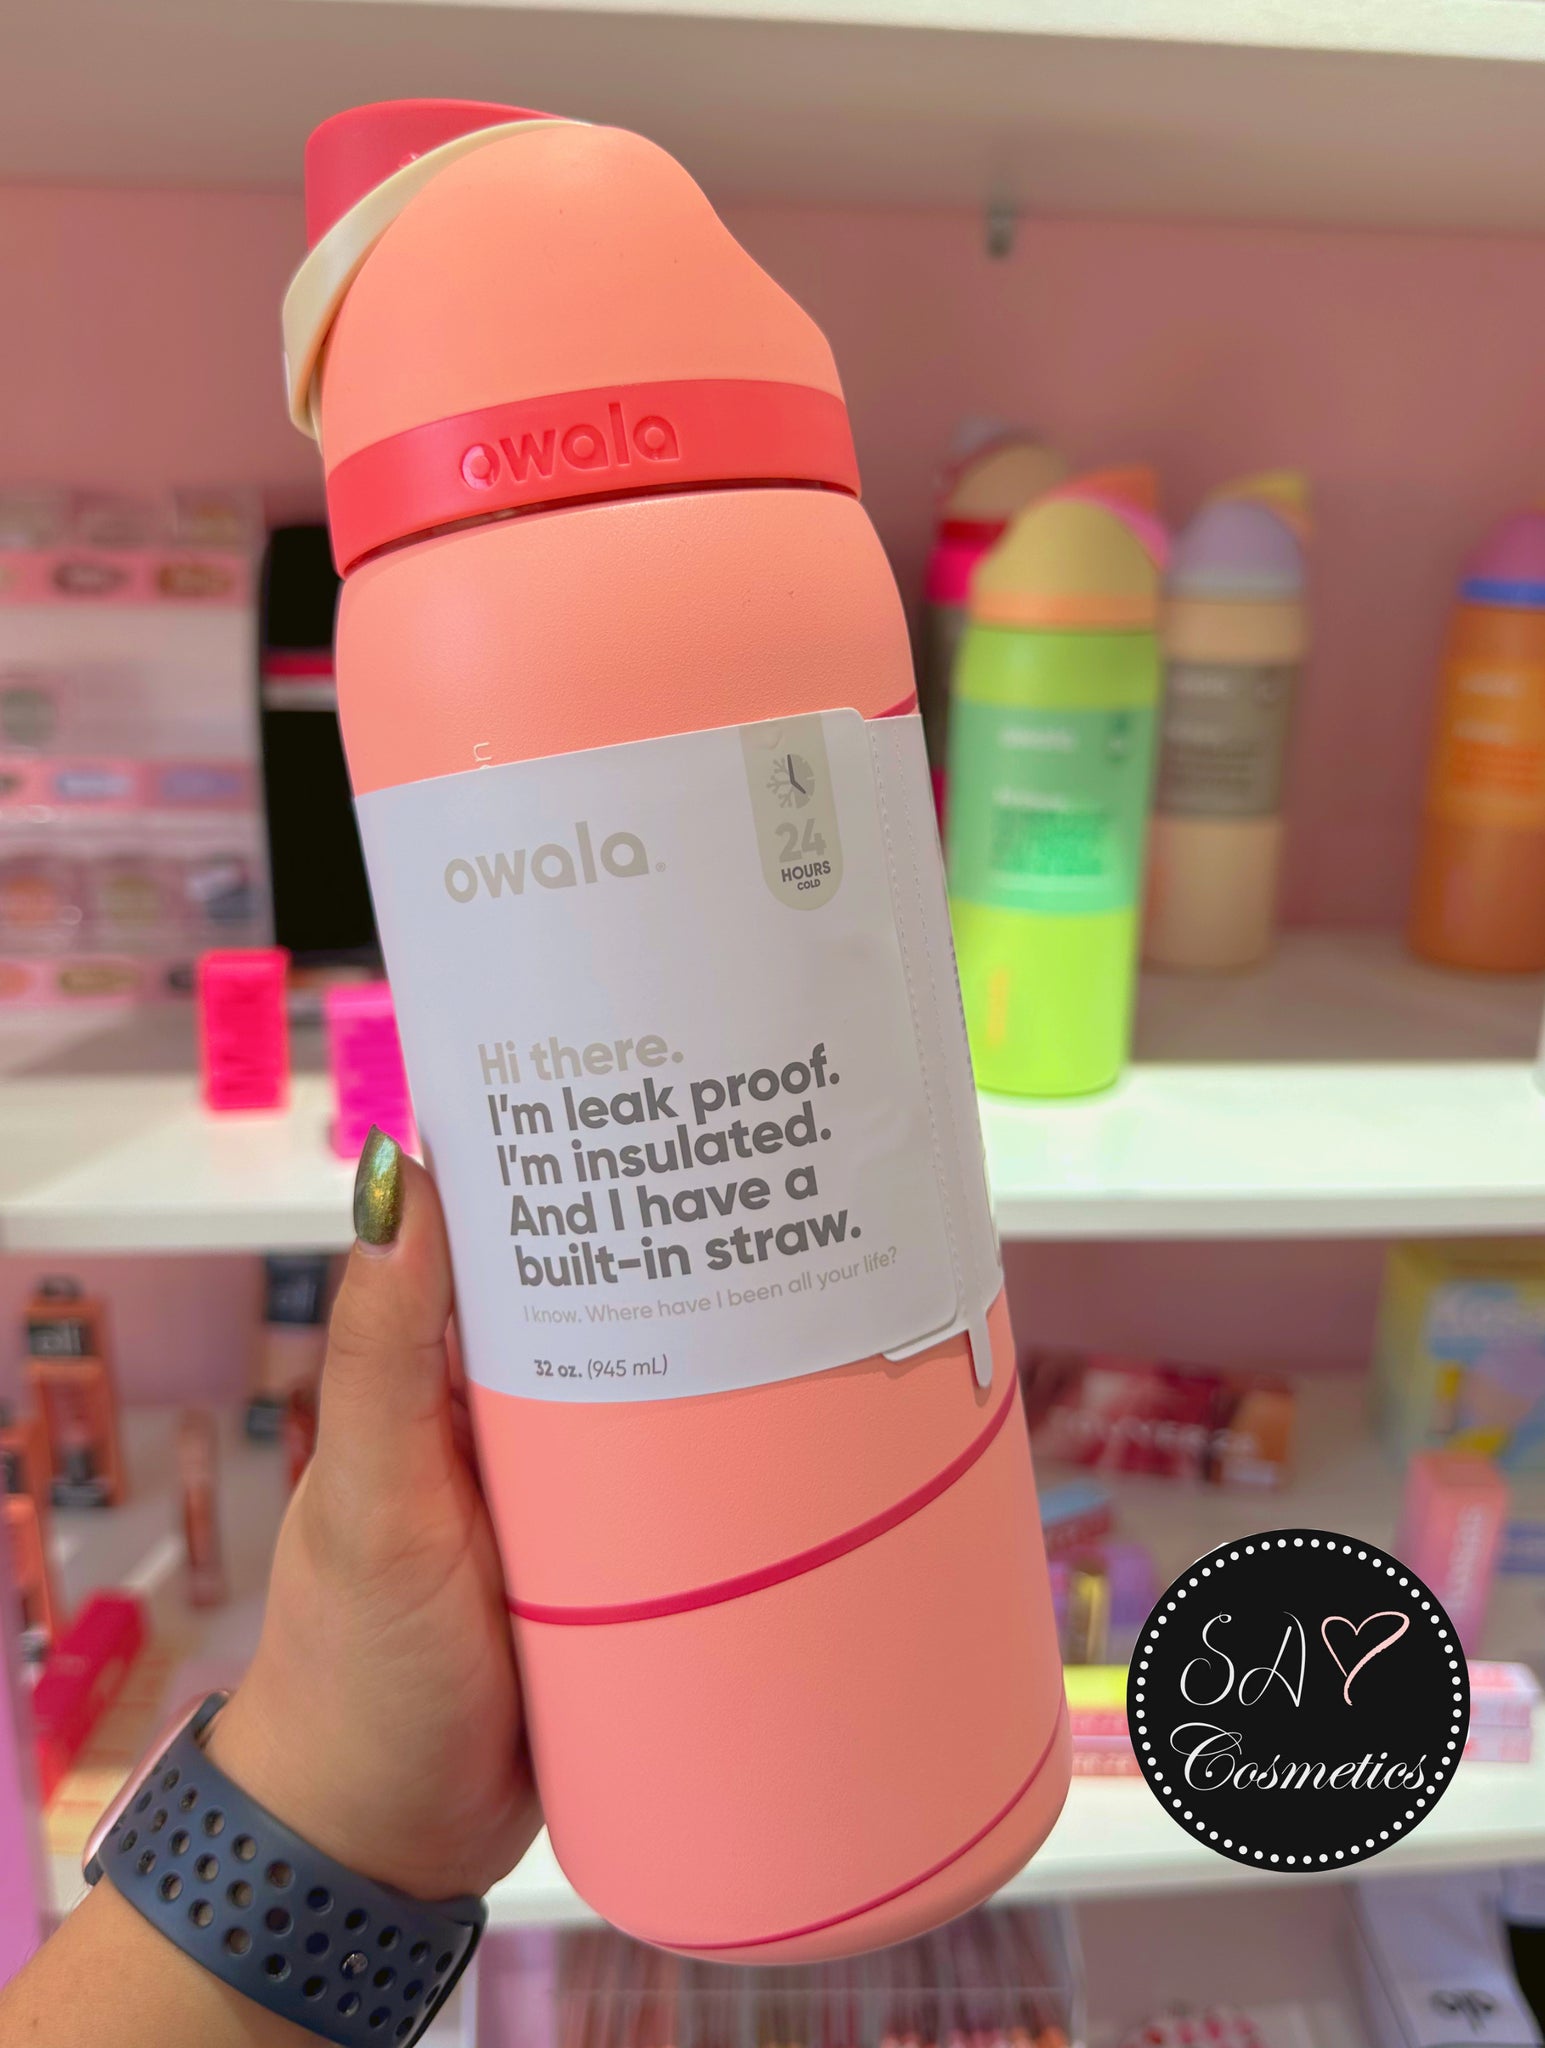 owala
owala®
24
HOURS
COLD
Hi there.
I'm leak proof.
I'm insulated.
And I have a
built-in straw.
I know. Where have I been all your life?
32 oz. (945 mL)
SA
Cosmetics
e.l.f.